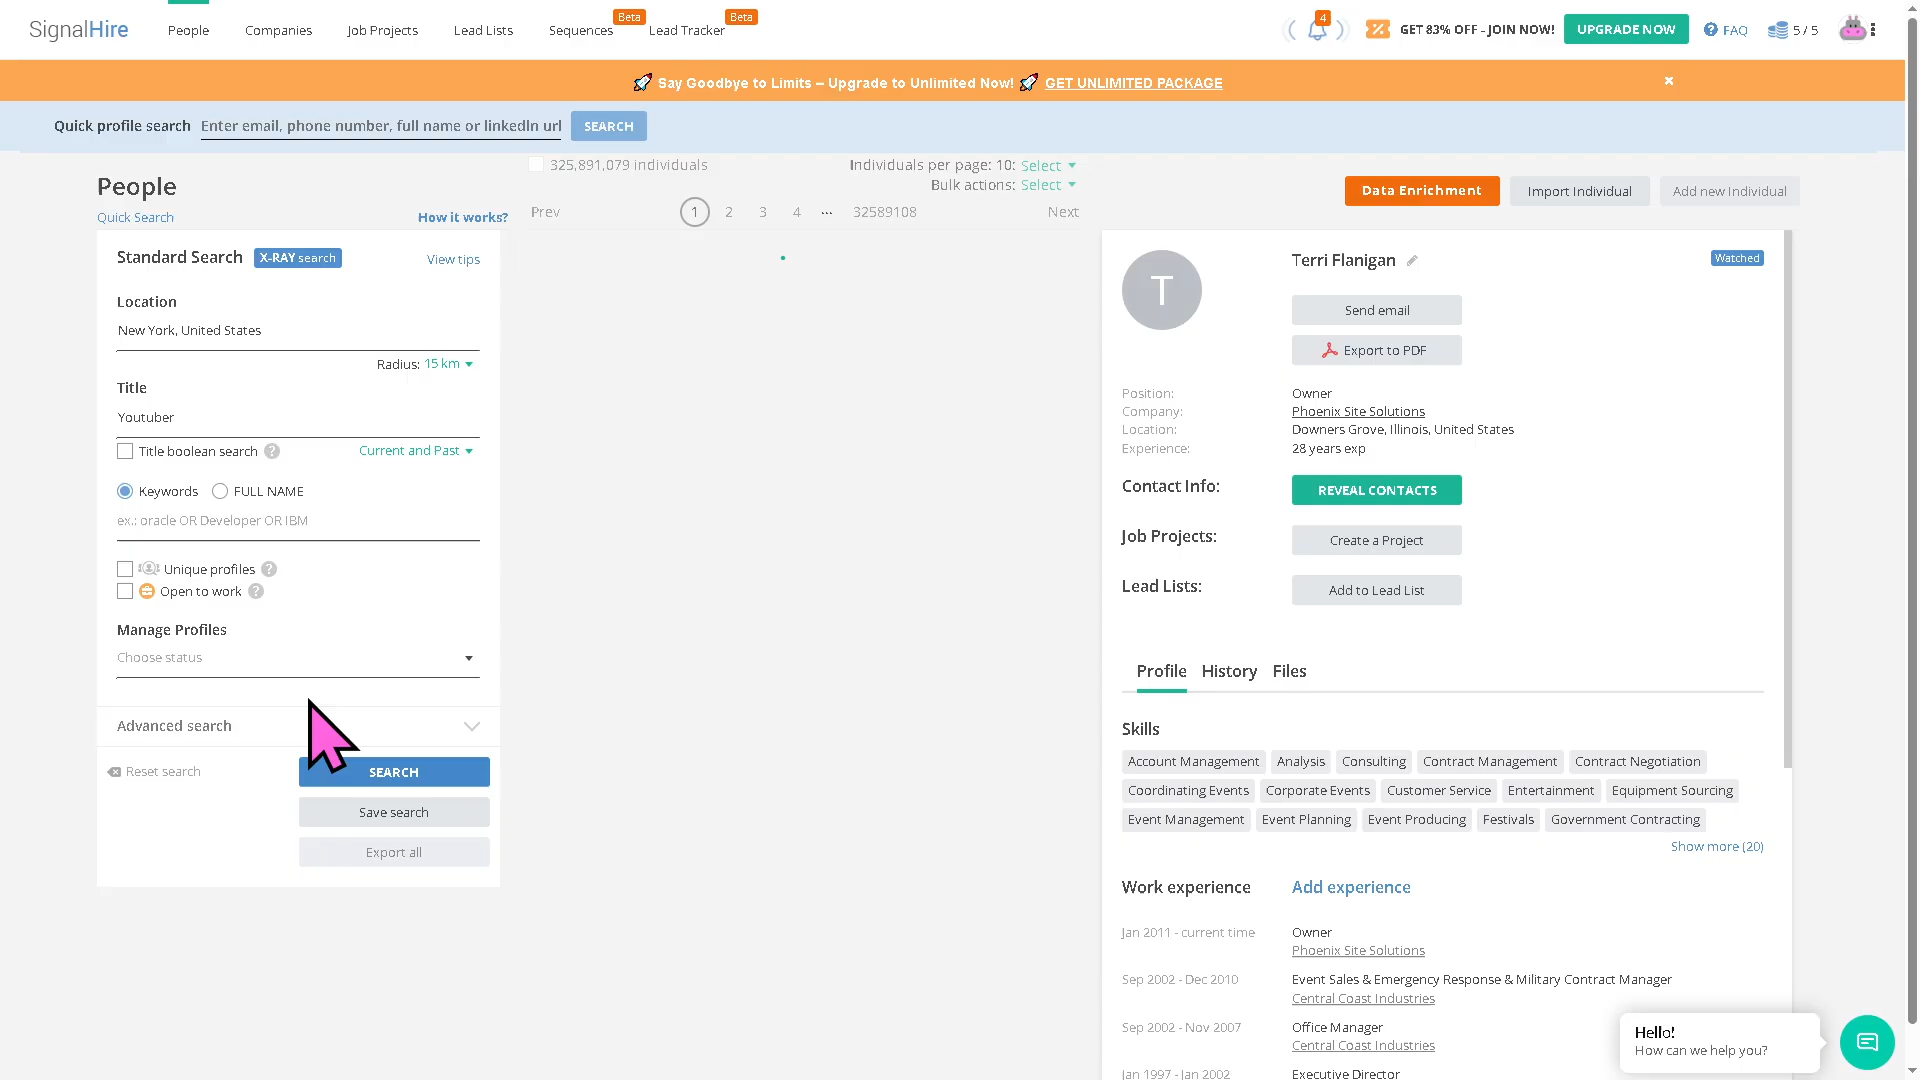 SignalHire
People
Companies
Job Projects
Lead Lists
Sequences
Beta
Lead Tracker
Beta
4
GET 83% OFF - JOIN NOW!
UPGRADE NOW
FAQ
5 / 5
Say Goodbye to Limits – Upgrade to Unlimited Now!
GET UNLIMITED PACKAGE
Quick profile search
Enter email, phone number, full name or linkedIn url
SEARCH
People
Quick Search
How it works?
325,891,079 individuals
Individuals per page: 10: Select
Bulk actions: Select
Prev
1
2
3
4
...
32589108
Next
Data Enrichment
Import Individual
Add new Individual
Standard Search
X-RAY search
View tips
Location
New York, United States
Radius: 15 km
Title
Youtuber
Title boolean search ?
Current and Past
Keywords
FULL NAME
ex.: oracle OR Developer OR IBM
Unique profiles ?
Open to work ?
Manage Profiles
Choose status
Advanced search
Reset search
SEARCH
Save search
Export all
T
Terri Flanigan
Watched
Send email
Export to PDF
Position: Owner
Company: Phoenix Site Solutions
Location: Downers Grove, Illinois, United States
Experience: 28 years exp
Contact Info:
REVEAL CONTACTS
Job Projects:
Create a Project
Lead Lists:
Add to Lead List
Profile
History
Files
Skills
Account Management
Analysis
Consulting
Contract Management
Contract Negotiation
Coordinating Events
Corporate Events
Customer Service
Entertainment
Equipment Sourcing
Event Management
Event Planning
Event Producing
Festivals
Government Contracting
Show more (20)
Work experience
Add experience
Jan 2011 - current time
Owner
Phoenix Site Solutions
Sep 2002 - Dec 2010
Event Sales & Emergency Response & Military Contract Manager
Central Coast Industries
Sep 2002 - Nov 2007
Office Manager
Central Coast Industries
Jan 1997 - Jan 2002
Executive Director
Hello!
How can we help you?